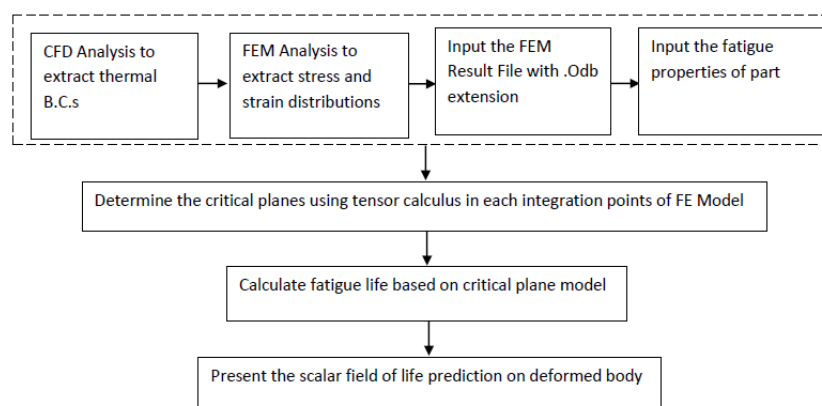 CFD Analysis to
extract thermal
B.C.s
FEM Analysis to
extract stress and
strain distributions
Input the FEM
Result File with .Odb
extension
Input the fatigue
properties of part
Determine the critical planes using tensor calculus in each integration points of FE Model
Calculate fatigue life based on critical plane model
Present the scalar field of life prediction on deformed body